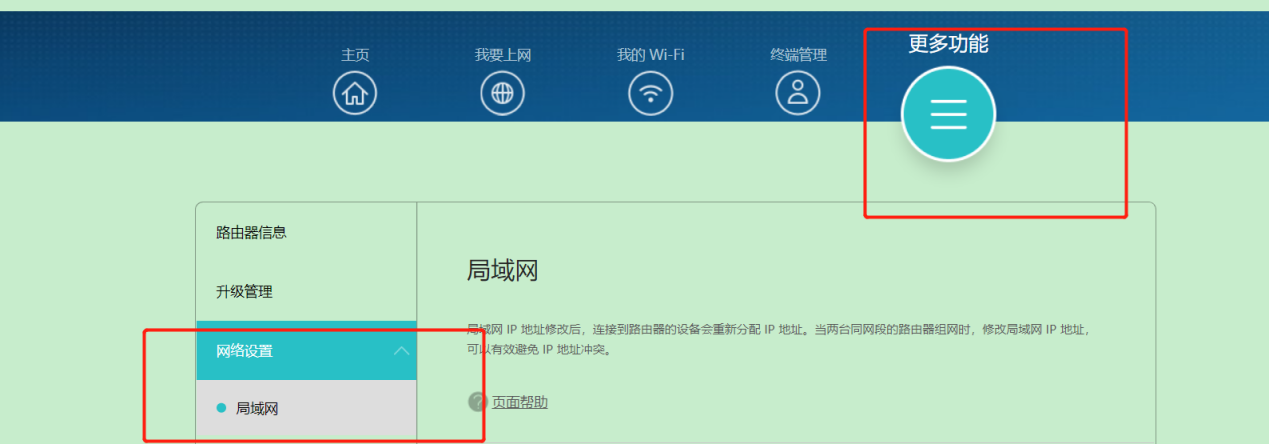 主页
我要上网
我的 Wi-Fi
终端管理
更多功能
路由器信息
升级管理
网络设置
局域网
局域网
局域网 IP 地址修改后，连接到路由器的设备会重新分配 IP 地址。当两台同网段的路由器组网时，修改局域网 IP 地址，
可以有效避免 IP 地址冲突。
? 页面帮助